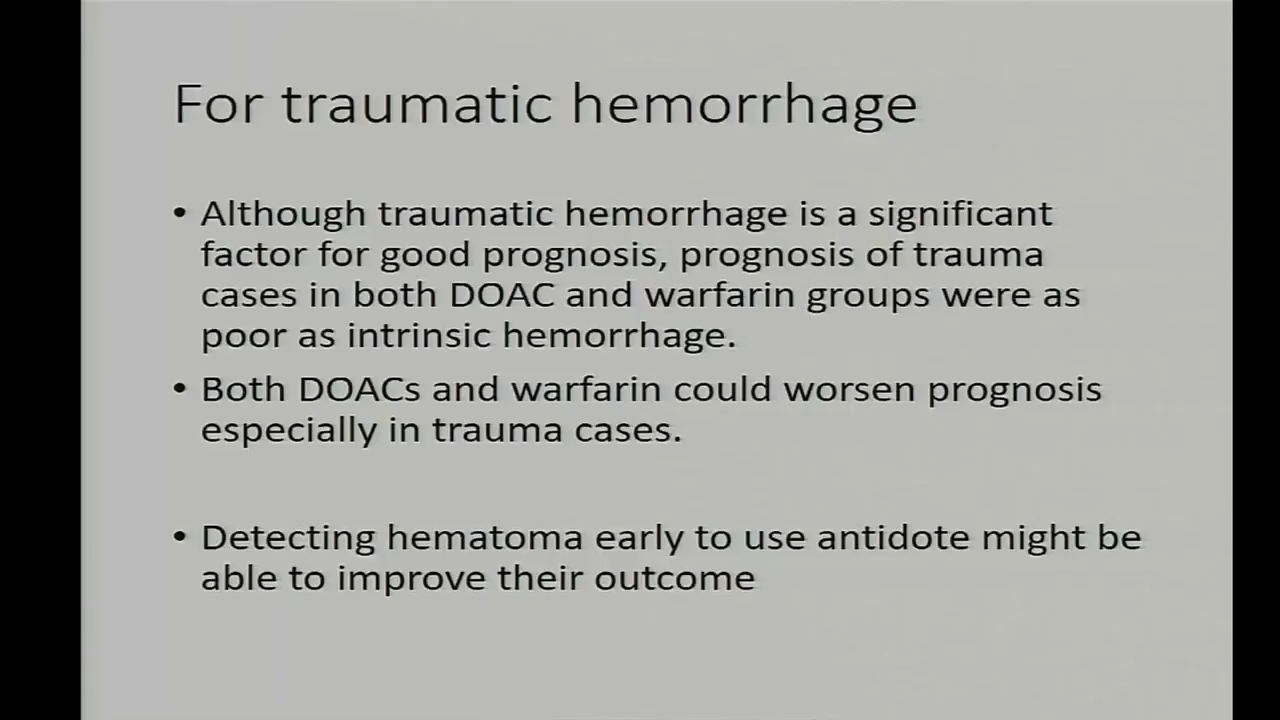 For traumatic hemorrhage
• Although traumatic hemorrhage is a significant
factor for good prognosis, prognosis of trauma
cases in both DOAC and warfarin groups were as
poor as intrinsic hemorrhage.
• Both DOACs and warfarin could worsen prognosis
especially in trauma cases.
• Detecting hematoma early to use antidote might be
able to improve their outcome